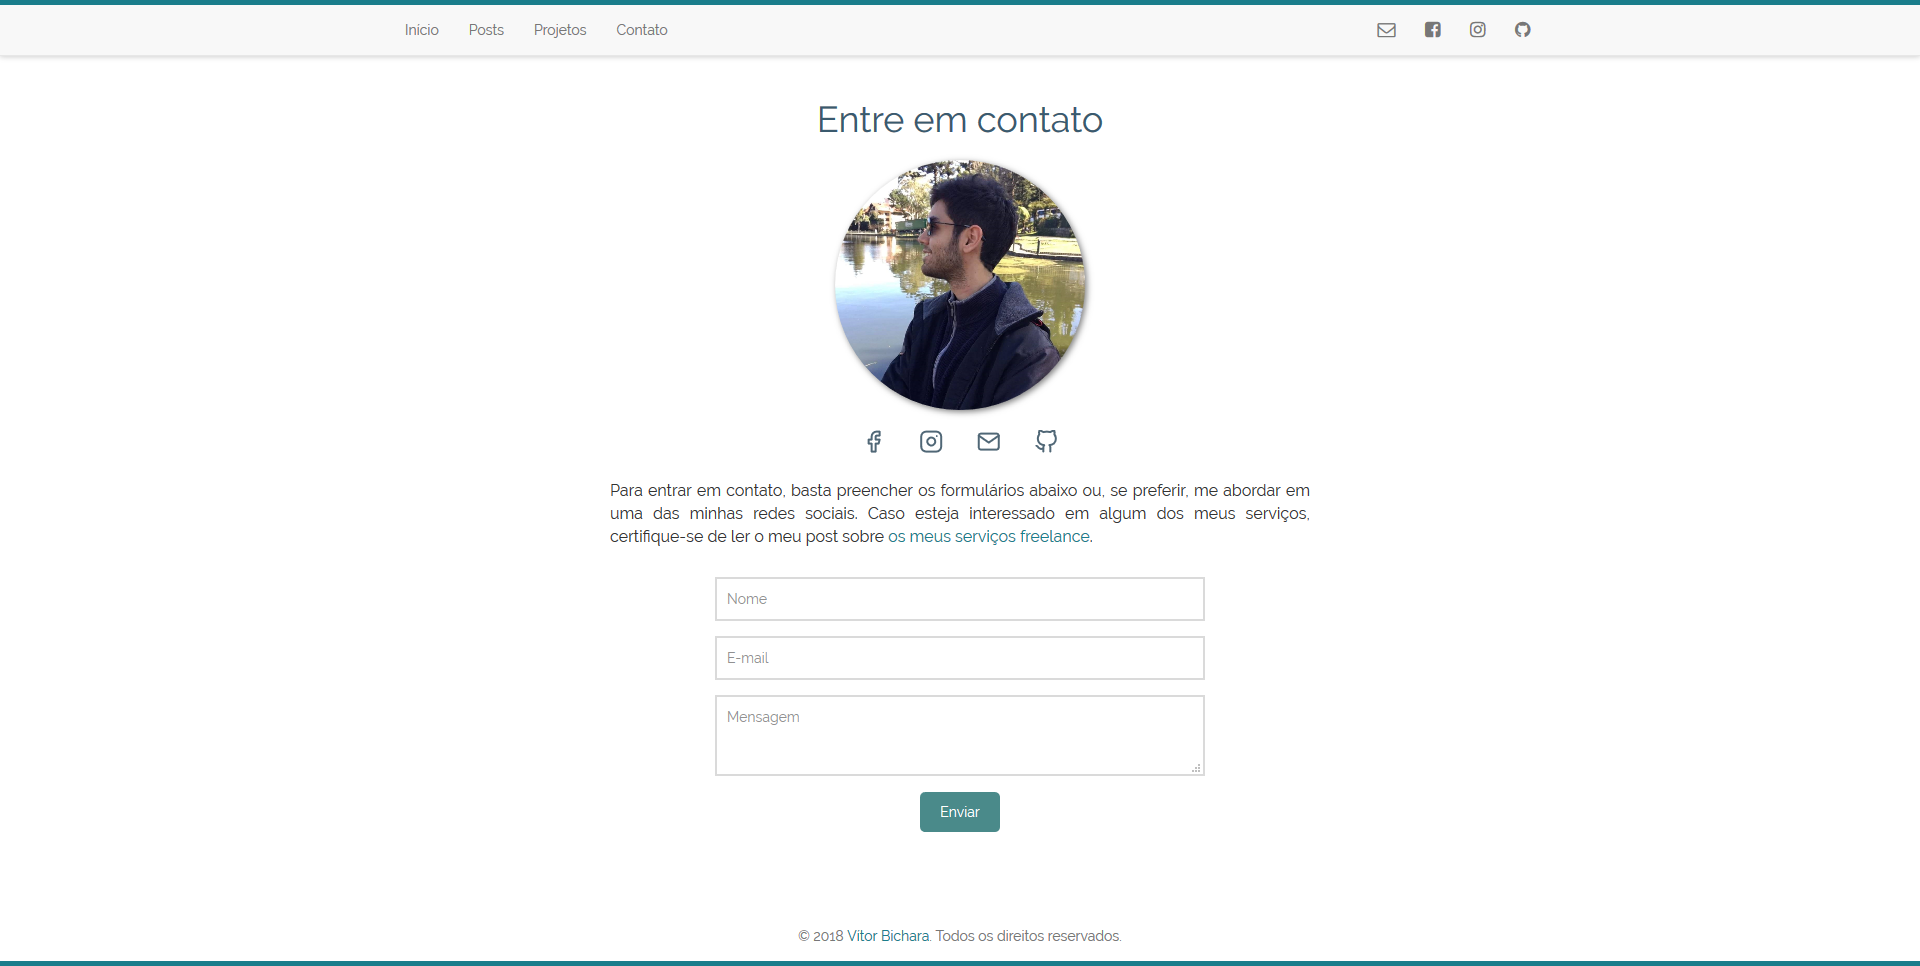 Início Posts Projetos Contato
Entre em contato
Para entrar em contato, basta preencher os formulários abaixo ou, se preferir, me abordar em
uma das minhas redes sociais. Caso esteja interessado em algum dos meus serviços,
certifique-se de ler o meu post sobre os meus serviços freelance.
Nome
E-mail
Mensagem
Enviar
© 2018 Vítor Bichara. Todos os direitos reservados.